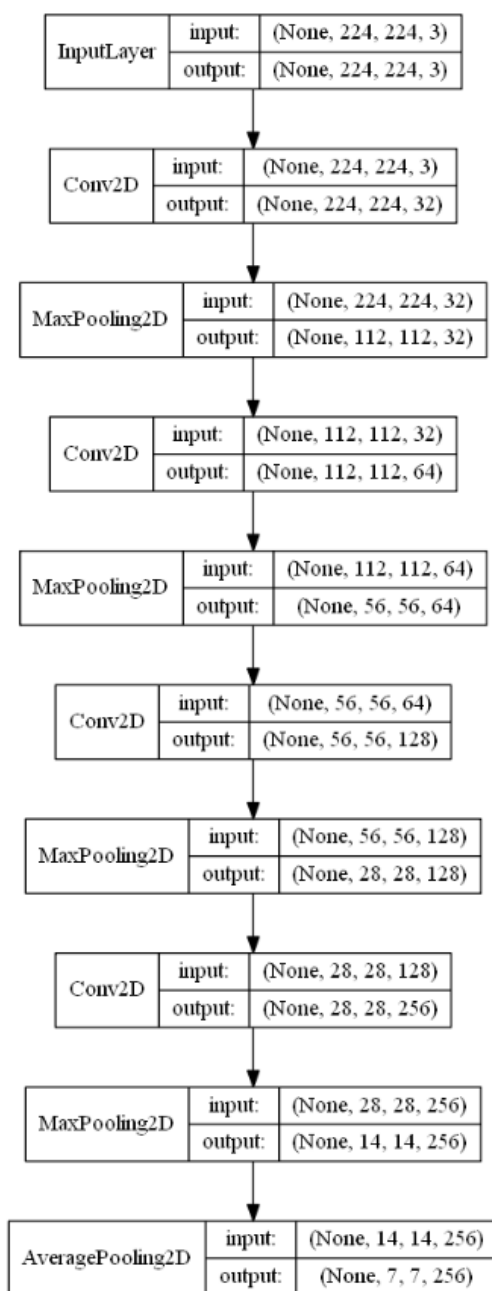 InputLayer input: (None, 224, 224, 3)
output: (None, 224, 224, 3)
Conv2D input: (None, 224, 224, 3)
output: (None, 224, 224, 32)
MaxPooling2D input: (None, 224, 224, 32)
output: (None, 112, 112, 32)
Conv2D input: (None, 112, 112, 32)
output: (None, 112, 112, 64)
MaxPooling2D input: (None, 112, 112, 64)
output: (None, 56, 56, 64)
Conv2D input: (None, 56, 56, 64)
output: (None, 56, 56, 128)
MaxPooling2D input: (None, 56, 56, 128)
output: (None, 28, 28, 128)
Conv2D input: (None, 28, 28, 128)
output: (None, 28, 28, 256)
MaxPooling2D input: (None, 28, 28, 256)
output: (None, 14, 14, 256)
AveragePooling2D input: (None, 14, 14, 256)
output: (None, 7, 7, 256)